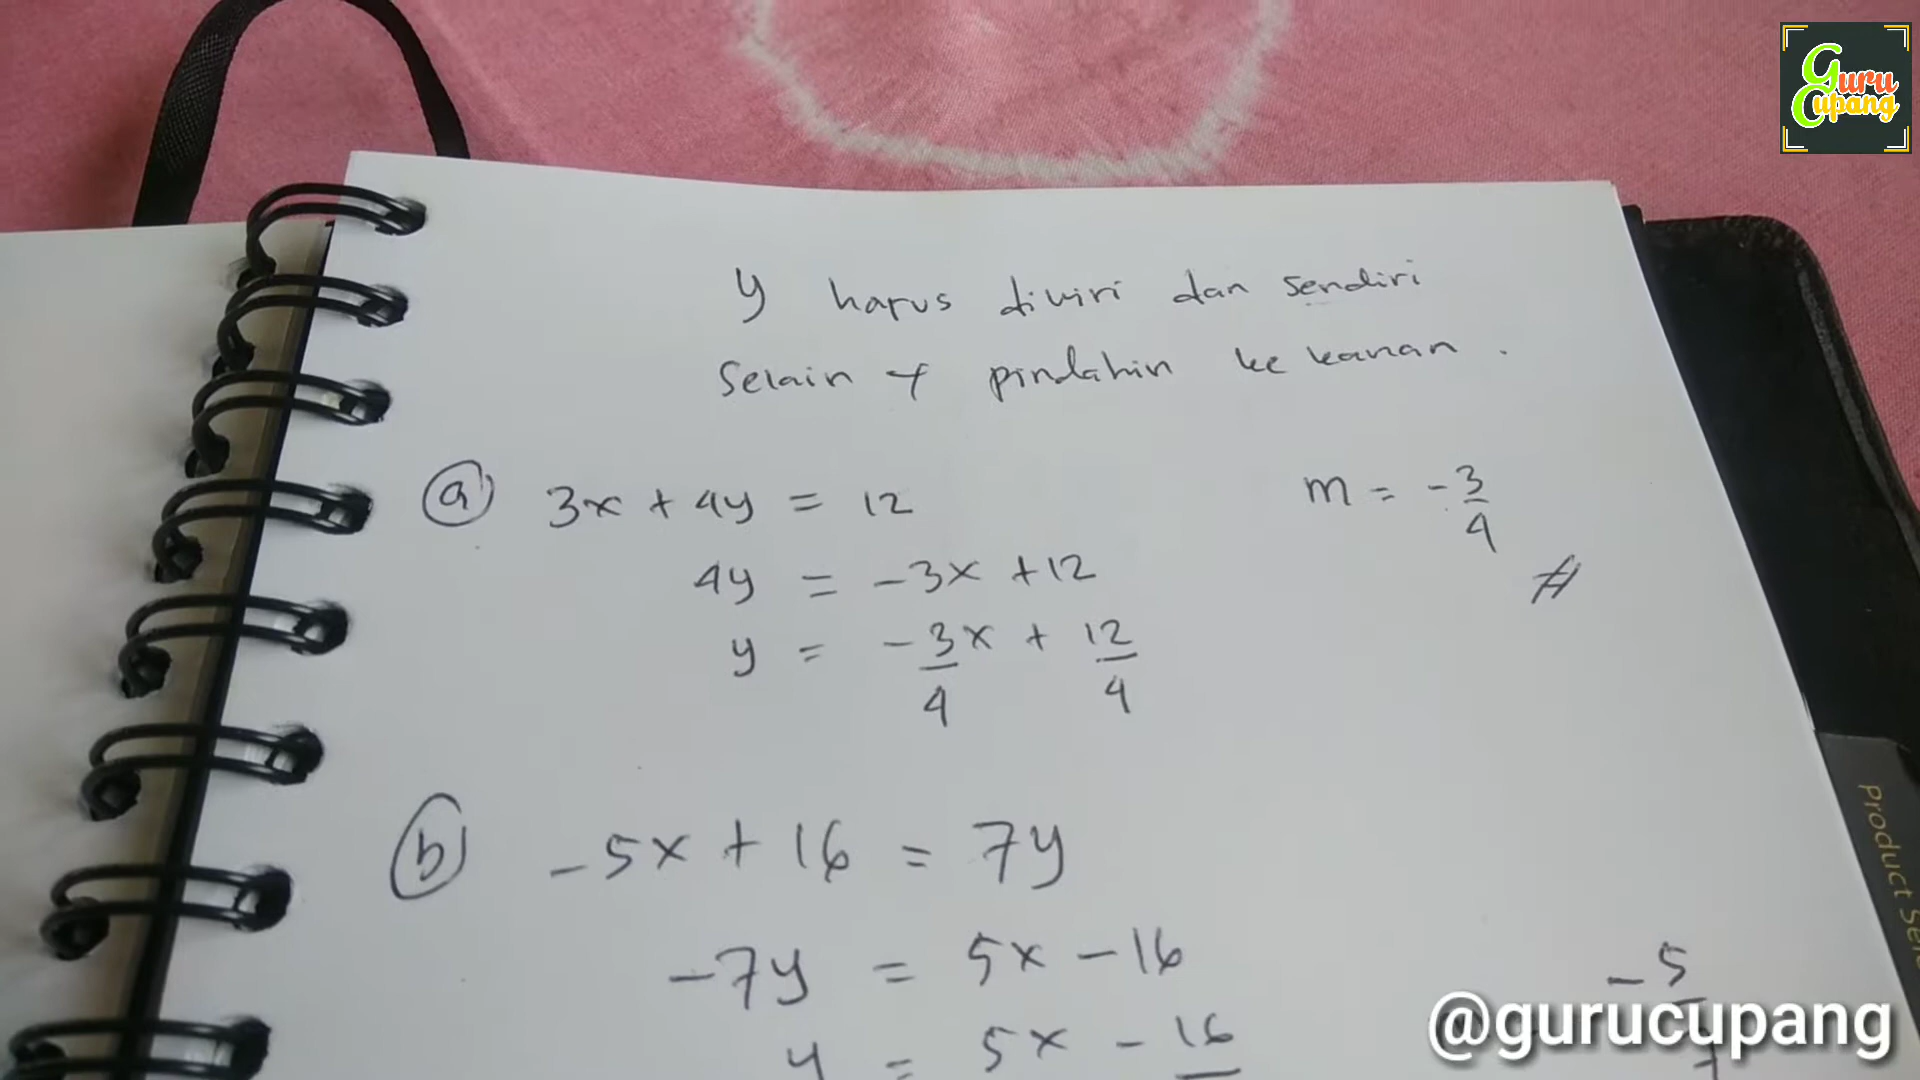 Guru
Cupang
y harus dikiri dan sendiri
selain y pindahin ke kanan.
(a) 3x + 4y = 12
4y = -3x + 12
y = -3/4 x + 12/4
m = -3/4
#
(b) -5x + 16 = 7y
-7y = 5x - 16
y = 5x - 16
-5
Product Sele
@gurucupang